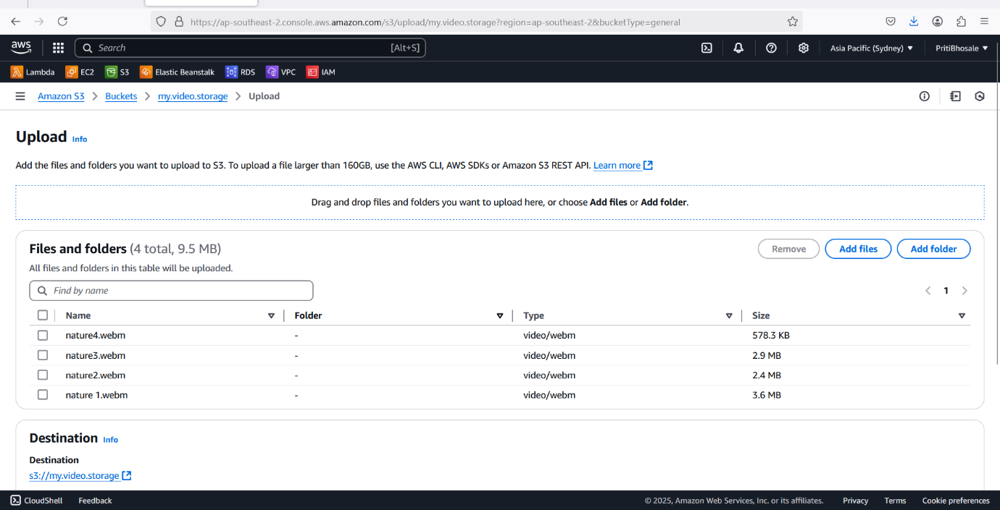 https://ap-southeast-2.console.aws.amazon.com/s3/upload/my.video.storage?region=ap-southeast-2&bucketType=general
aws Search [Alt+S] Asia Pacific (Sydney) PritiBhosale
Lambda EC2 S3 Elastic Beanstalk RDS VPC IAM
Amazon S3 > Buckets > my.video.storage > Upload
Upload Info
Add the files and folders you want to upload to S3. To upload a file larger than 160GB, use the AWS CLI, AWS SDKs or Amazon S3 REST API. Learn more
Drag and drop files and folders you want to upload here, or choose Add files or Add folder.
Files and folders (4 total, 9.5 MB) Remove Add files Add folder
All files and folders in this table will be uploaded.
Find by name 1
Name Folder Type Size
nature4.webm - video/webm 578.3 KB
nature3.webm - video/webm 2.9 MB
nature2.webm - video/webm 2.4 MB
nature 1.webm - video/webm 3.6 MB
Destination Info
Destination
s3://my.video.storage
CloudShell Feedback © 2025, Amazon Web Services, Inc. or its affiliates. Privacy Terms Cookie preferences